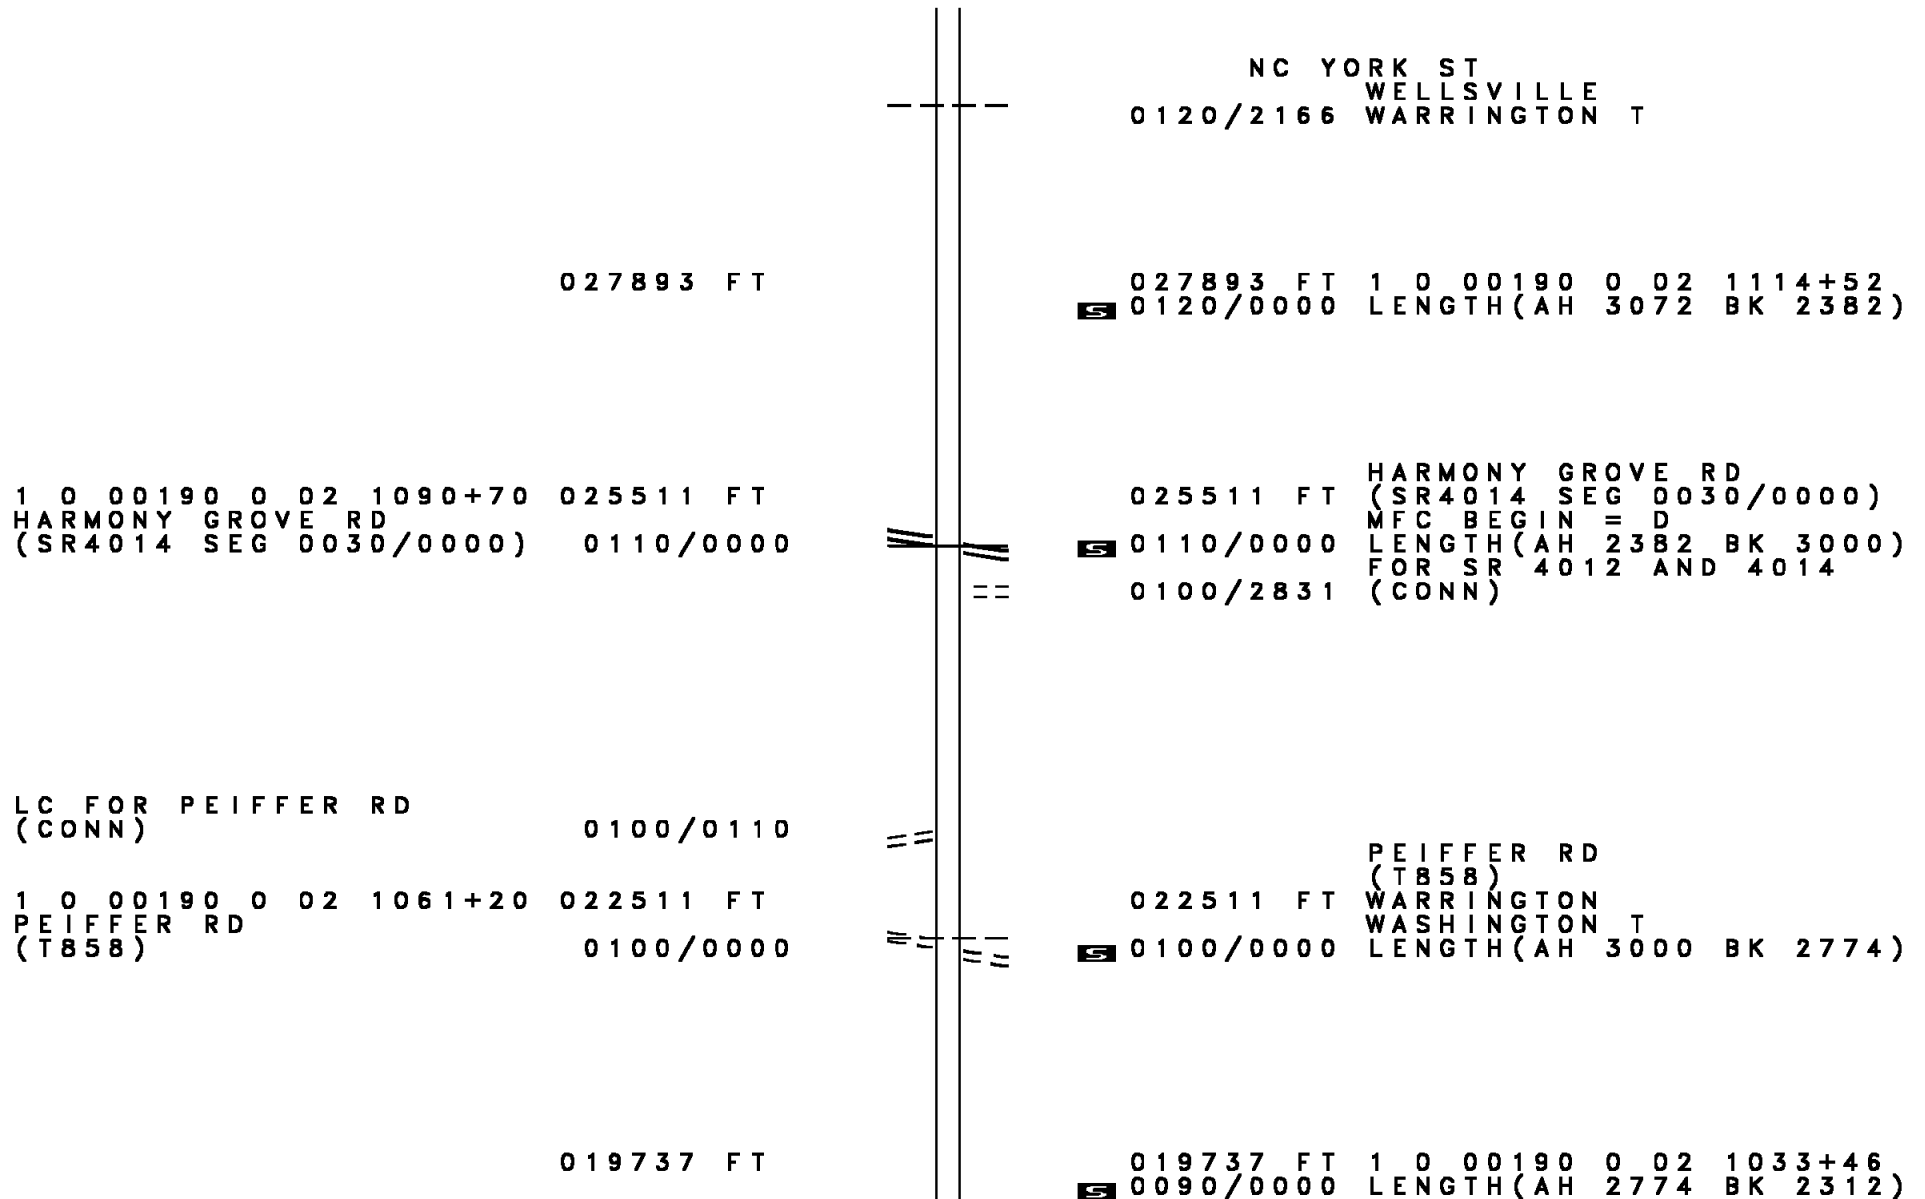 NC YORK ST
WELLSVILLE
0120/2166 WARRINGTON T
027893 FT 027893 FT 1 0 00190 0 02 1114+52
S 0120/0000 LENGTH(AH 3072 BK 2382)
HARMONY GROVE RD
1 0 00190 0 02 1090+70 025511 FT 025511 FT (SR4014 SEG 0030/0000)
HARMONY GROVE RD MFC BEGIN = D
(SR4014 SEG 0030/0000) 0110/0000 S 0110/0000 LENGTH(AH 2382 BK 3000)
FOR SR 4012 AND 4014
0100/2831 (CONN)
LC FOR PEIFFER RD
(CONN) 0100/0110
PEIFFER RD
(T858)
1 0 00190 0 02 1061+20 022511 FT 022511 FT WARRINGTON
PEIFFER RD WASHINGTON T
(T858) 0100/0000 S 0100/0000 LENGTH(AH 3000 BK 2774)
019737 FT 019737 FT 1 0 00190 0 02 1033+46
S 0090/0000 LENGTH(AH 2774 BK 2312)